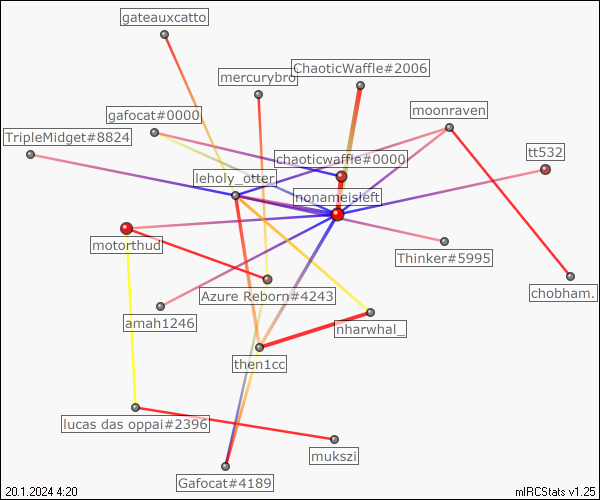 gateauxcatto
ChaoticWaffle#2006
mercurybro
moonraven
gafocat#0000
TripleMidget#8824
tt532
chaoticwaffle#0000
leholy_otter
nonameisleft
motorthud
Thinker#5995
chobham.
Azure Reborn#4243
amah1246
nharwhal_
then1cc
lucas das oppai#2396
mukszi
Gafocat#4189
20.1.2024 4:20
mIRCStats v1.25